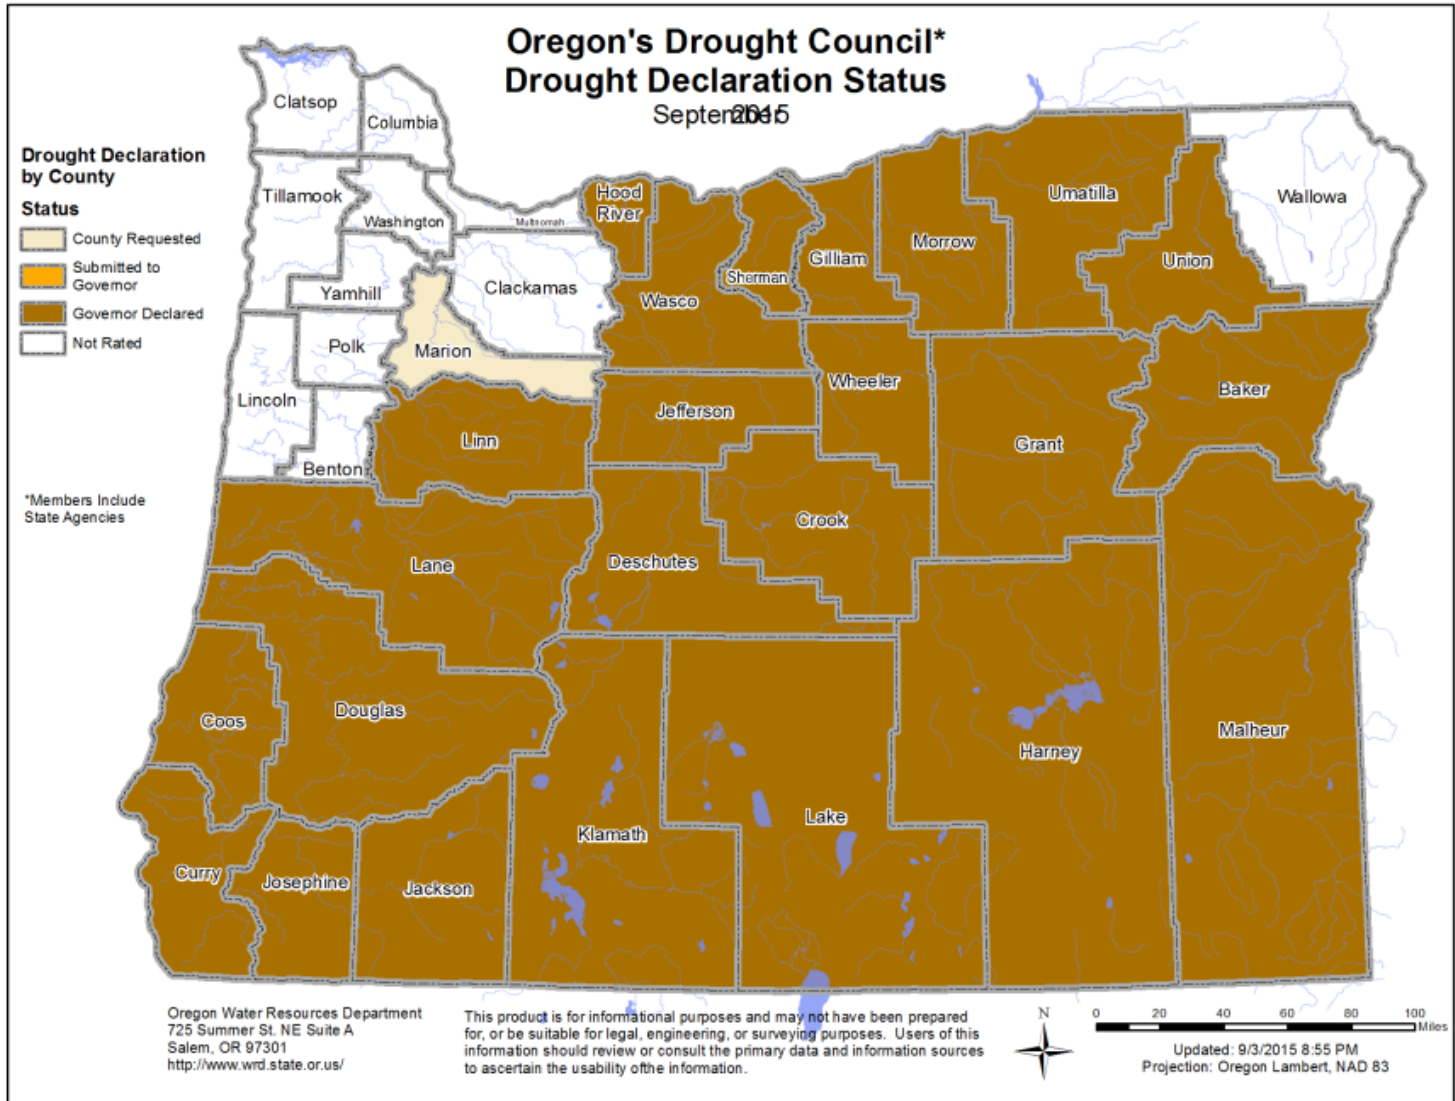 Oregon's Drought Council*
Drought Declaration Status
September 2015
Drought Declaration
by County
Status
County Requested
Submitted to
Governor
Governor Declared
Not Rated
*Members Include
State Agencies
Clatsop
Columbia
Tillamook
Washington
Multnomah
Hood
River
Umatilla
Wallowa
Yamhill
Clackamas
Wasco
Sherman
Gilliam
Morrow
Union
Polk
Marion
Wheeler
Baker
Lincoln
Linn
Jefferson
Grant
Benton
Crook
Lane
Deschutes
Coos
Douglas
Harney
Malheur
Klamath
Lake
Curry
Josephine
Jackson
Oregon Water Resources Department
725 Summer St. NE Suite A
Salem, OR 97301
http://www.wrd.state.or.us/
This product is for informational purposes and may not have been prepared
for, or be suitable for legal, engineering, or surveying purposes. Users of this
information should review or consult the primary data and information sources
to ascertain the usability ofthe information.
N
0 20 40 60 80 100
Miles
Updated: 9/3/2015 8:55 PM
Projection: Oregon Lambert, NAD 83